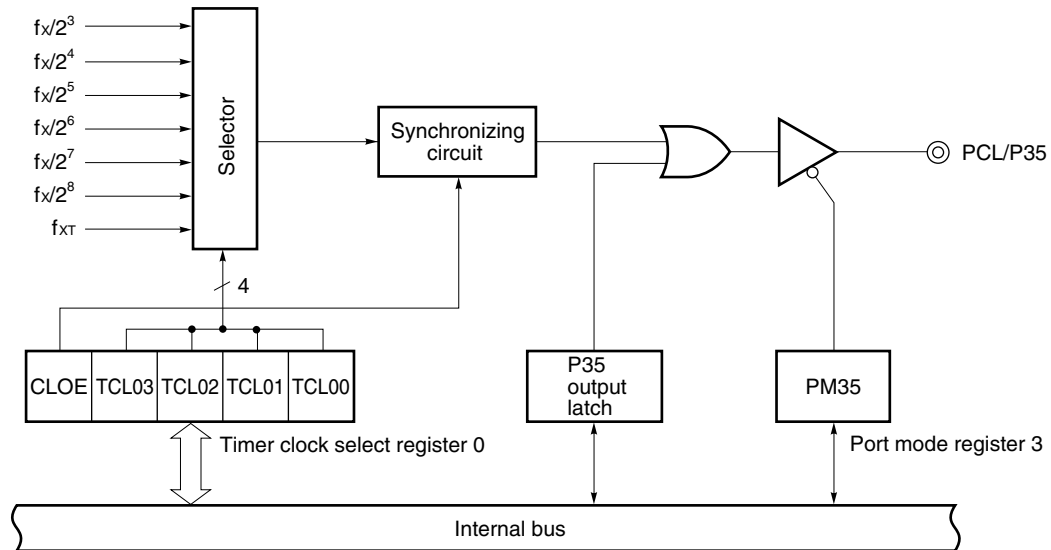 fx/2³
fx/2⁴
fx/2⁵
fx/2⁶
fx/2⁷
fx/2⁸
fXT
Selector
4
Synchronizing
circuit
PCL/P35
CLOE TCL03 TCL02 TCL01 TCL00
P35
output
latch
PM35
Timer clock select register 0
Port mode register 3
Internal bus